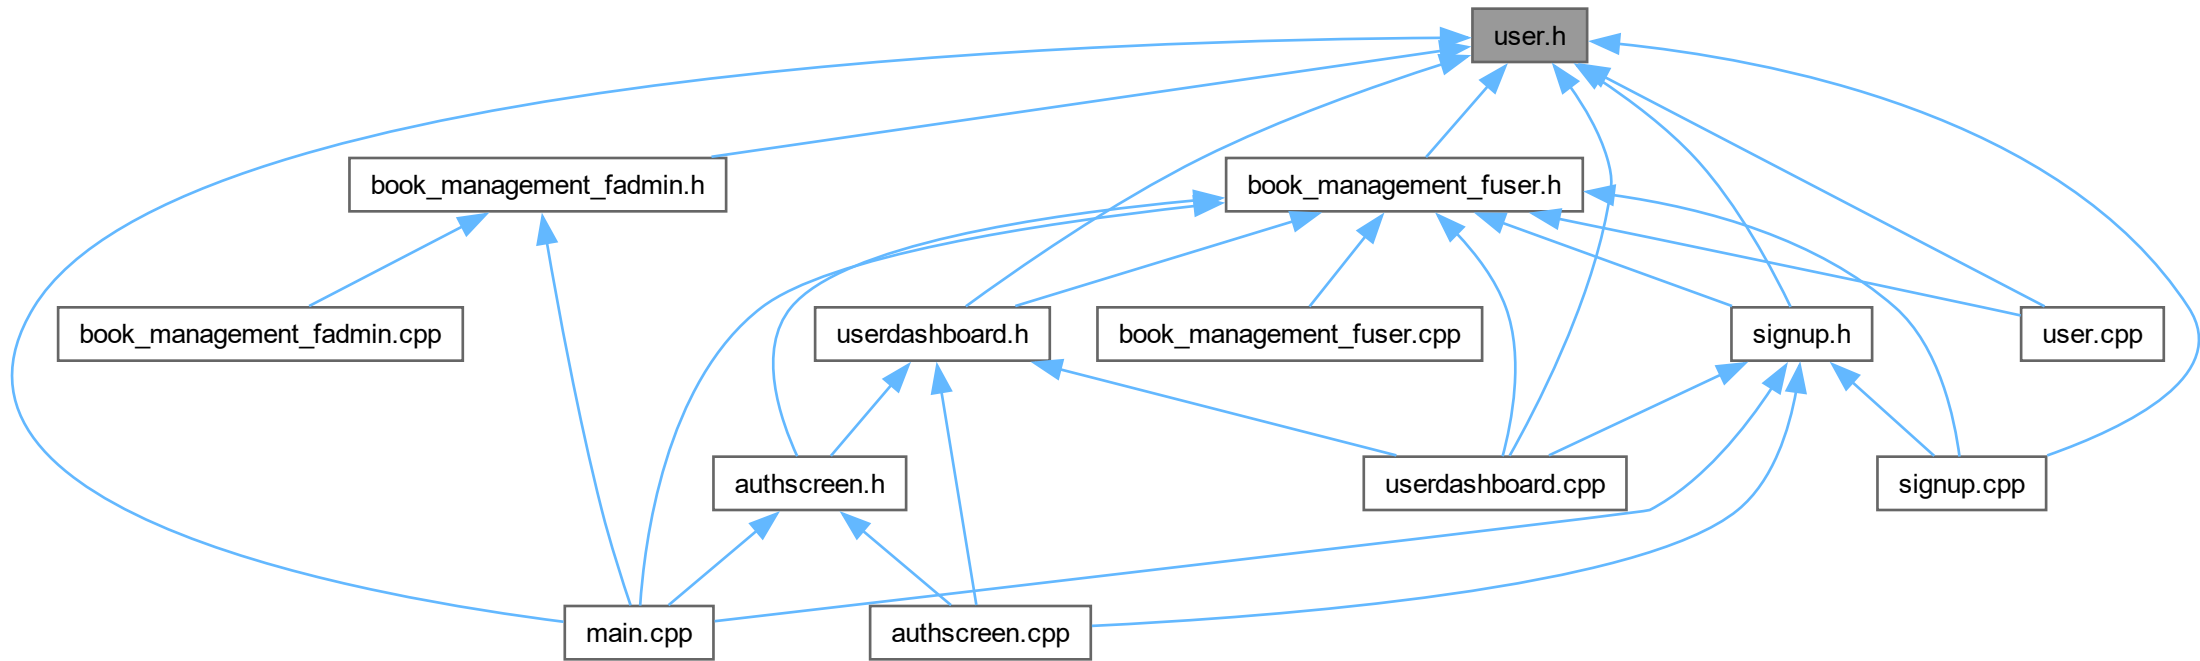 user.h
book_management_fadmin.h
book_management_fuser.h
book_management_fadmin.cpp
userdashboard.h
book_management_fuser.cpp
signup.h
user.cpp
authscreen.h
userdashboard.cpp
signup.cpp
main.cpp
authscreen.cpp